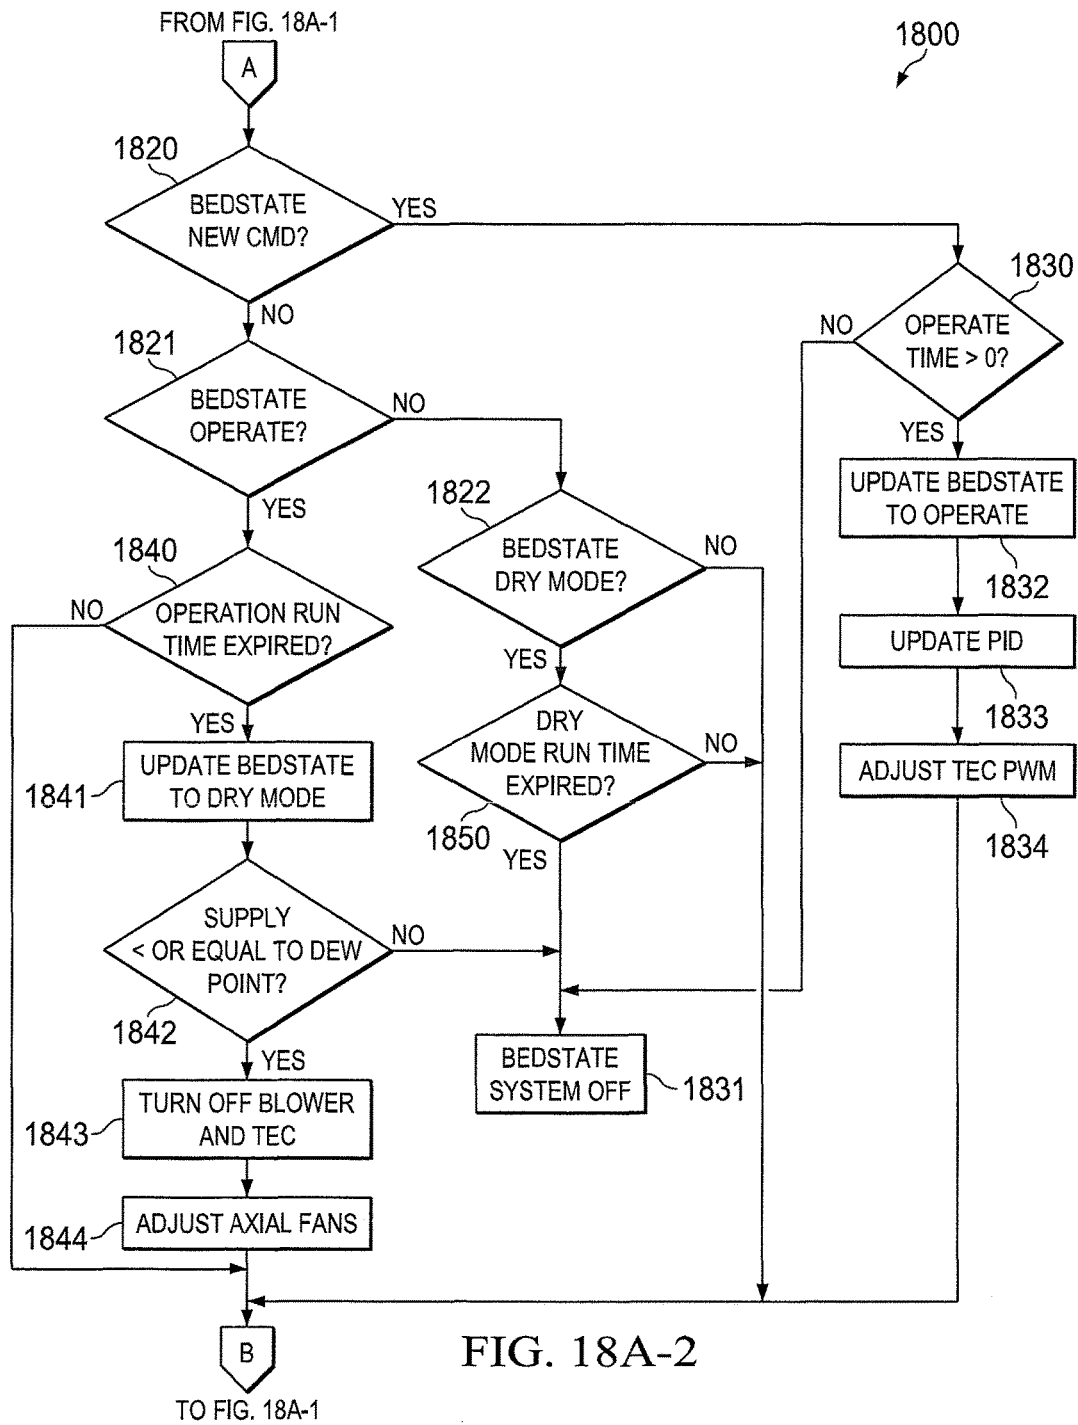 FROM FIG. 18A-1
A
1800
1820
BEDSTATE
NEW CMD?
YES
NO
1830
OPERATE
TIME > 0?
NO
YES
1821
BEDSTATE
OPERATE?
NO
YES
UPDATE BEDSTATE
TO OPERATE
1832
1822
BEDSTATE
DRY MODE?
NO
YES
1840
OPERATION RUN
TIME EXPIRED?
NO
YES
UPDATE PID
1833
DRY
MODE RUN TIME
EXPIRED?
NO
1850
YES
ADJUST TEC PWM
1834
UPDATE BEDSTATE
TO DRY MODE
1841
SUPPLY
< OR EQUAL TO DEW
POINT?
NO
1842
YES
BEDSTATE
SYSTEM OFF
1831
TURN OFF BLOWER
AND TEC
1843
ADJUST AXIAL FANS
1844
B
TO FIG. 18A-1
FIG. 18A-2